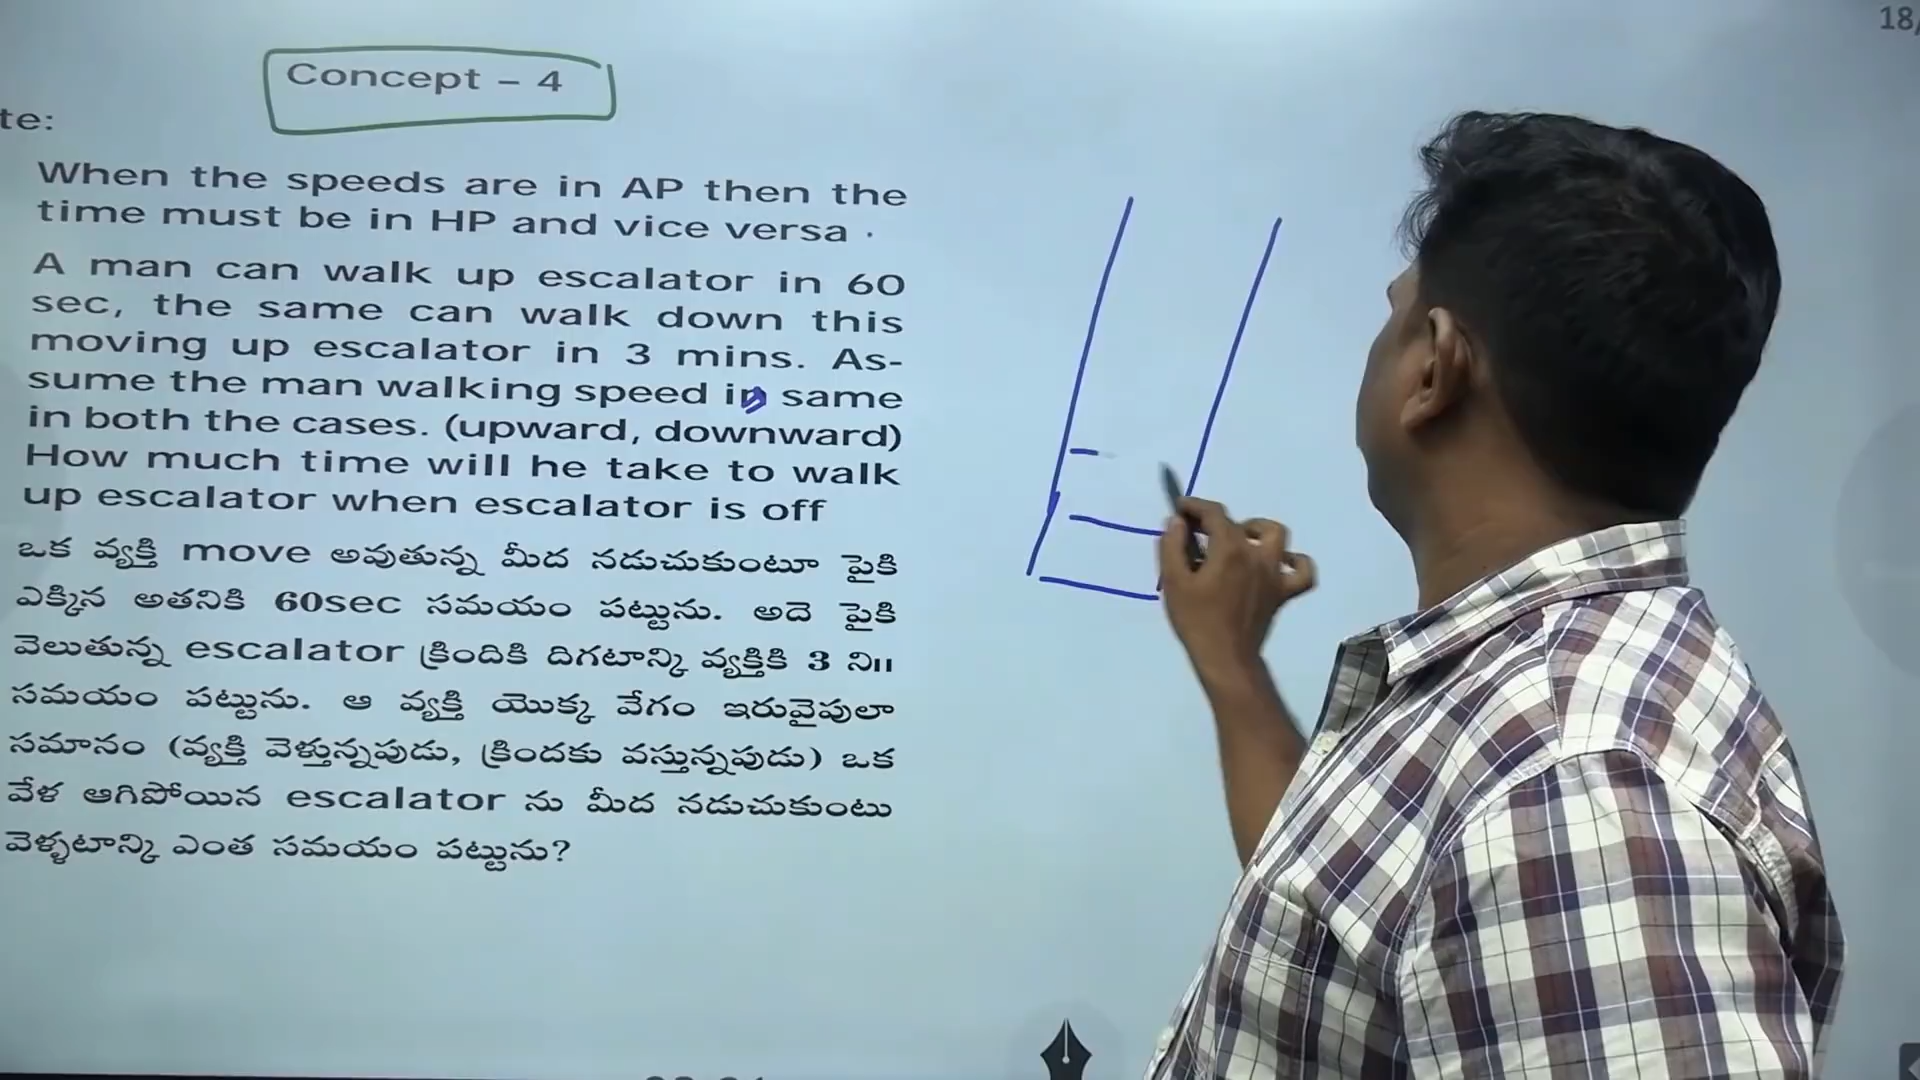 18
Concept – 4
te:
When the speeds are in AP then the
time must be in HP and vice versa .
A man can walk up escalator in 60
sec, the same can walk down this
moving up escalator in 3 mins. As-
sume the man walking speed is same
in both the cases. (upward, downward)
How much time will he take to walk
up escalator when escalator is off
ఒక వ్యక్తి move అవుతున్న మీద నడుచుకుంటూ పైకి
ఎక్కిన అతనికి 60sec సమయం పట్టును. అదె పైకి
వెలుతున్న escalator క్రిందికి దిగటాన్కి వ్యక్తికి 3 ని॥
సమయం పట్టును. ఆ వ్యక్తి యొక్క వేగం ఇరువైపులా
సమానం (వ్యక్తి వెళ్తున్నపుడు, క్రిందకు వస్తున్నపుడు) ఒక
వేళ ఆగిపోయిన escalator ను మీద నడుచుకుంటు
వెళ్ళటాన్కి ఎంత సమయం పట్టును?